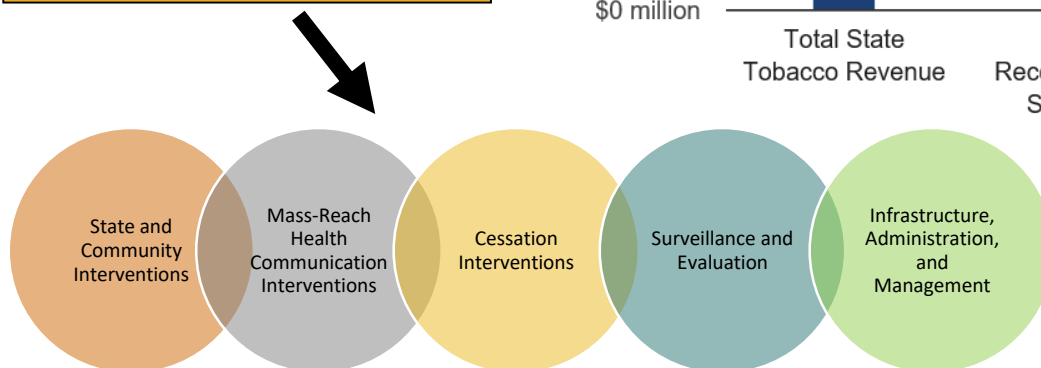 $0 million
Total State
Tobacco Revenue
State and
Community
Interventions
Mass-Reach
Health
Communication
Interventions
Cessation
Interventions
Surveillance and
Evaluation
Infrastructure,
Administration,
and
Management